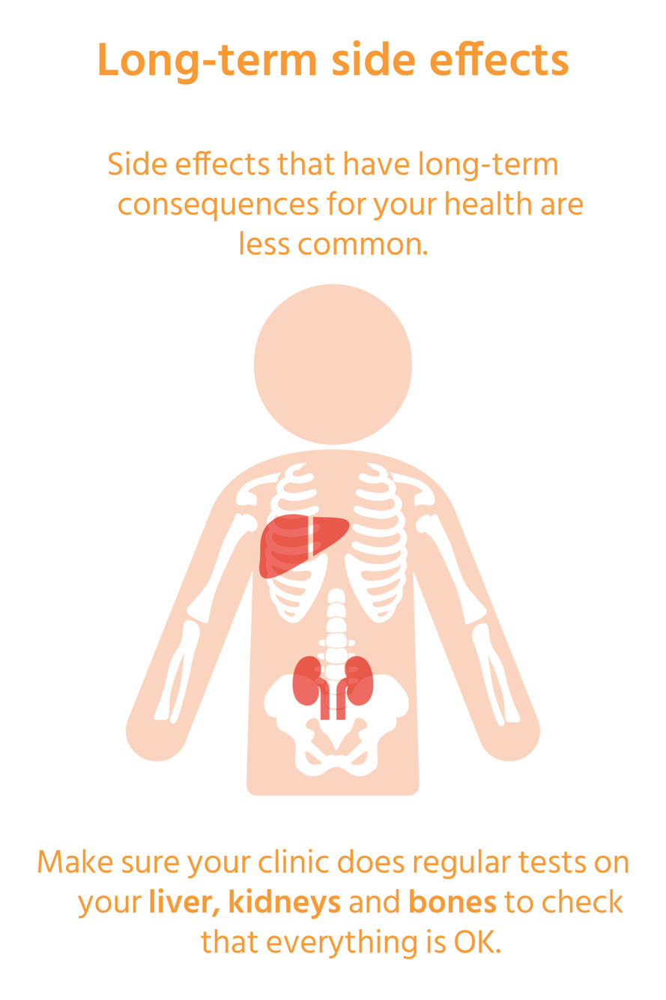 Long-term side effects
Side effects that have long-term
consequences for your health are
less common.
Make sure your clinic does regular tests on
your liver, kidneys and bones to check
that everything is OK.